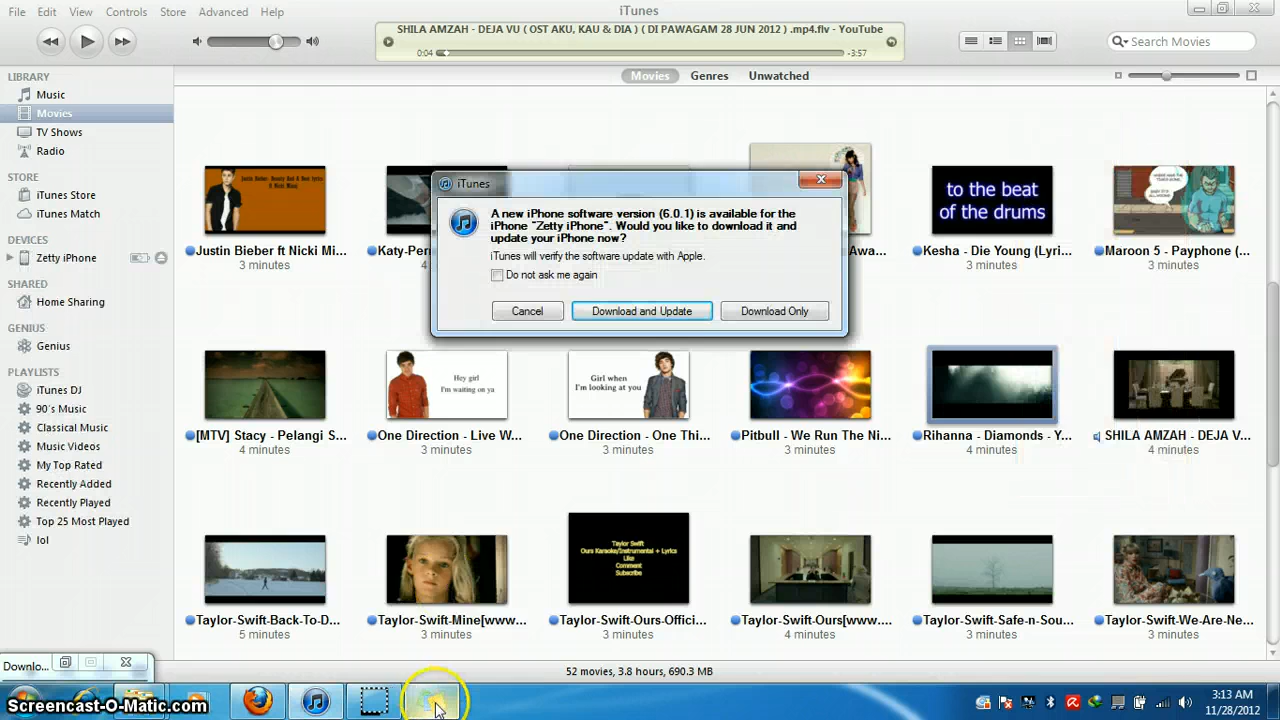 File Edit View Controls Store Advanced Help
iTunes
SHILA AMZAH - DEJA VU ( OST AKU, KAU & DIA ) ( DI PAWAGAM 28 JUN 2012 ) .mp4.flv - YouTube
0:04
-3:57
Search Movies
Movies Genres Unwatched
LIBRARY
Music
Movies
TV Shows
Radio
STORE
iTunes Store
iTunes Match
DEVICES
Zetty iPhone
SHARED
Home Sharing
GENIUS
Genius
PLAYLISTS
iTunes DJ
90's Music
Classical Music
Music Videos
My Top Rated
Recently Added
Recently Played
Top 25 Most Played
lol
iTunes
A new iPhone software version (6.0.1) is available for the
iPhone "Zetty iPhone". Would you like to download it and
update your iPhone now?
iTunes will verify the software update with Apple.
Do not ask me again
Cancel Download and Update Download Only
to the beat
of the drums
Justin Bieber ft Nicki Mi...
3 minutes
Katy-Per
Awa...
Kesha - Die Young (Lyri...
3 minutes
Maroon 5 - Payphone (...
3 minutes
Hey girl
I'm waiting on ya
Girl when
I'm looking at you
[MTV] Stacy - Pelangi S...
4 minutes
One Direction - Live W...
3 minutes
One Direction - One Thi...
3 minutes
Pitbull - We Run The Ni...
3 minutes
Rihanna - Diamonds - Y...
4 minutes
SHILA AMZAH - DEJA V...
4 minutes
Taylor Swift
Ours Karaoke/Instrumental + Lyrics
Like
Comment
Subscribe
Taylor-Swift-Back-To-D...
5 minutes
Taylor-Swift-Mine[www...
3 minutes
Taylor-Swift-Ours-Offici...
3 minutes
Taylor-Swift-Ours[www...
4 minutes
Taylor-Swift-Safe-n-Sou...
3 minutes
Taylor-Swift-We-Are-Ne...
3 minutes
52 movies, 3.8 hours, 690.3 MB
Downlo...
Screencast-O-Matic.com
3:13 AM
11/28/2012